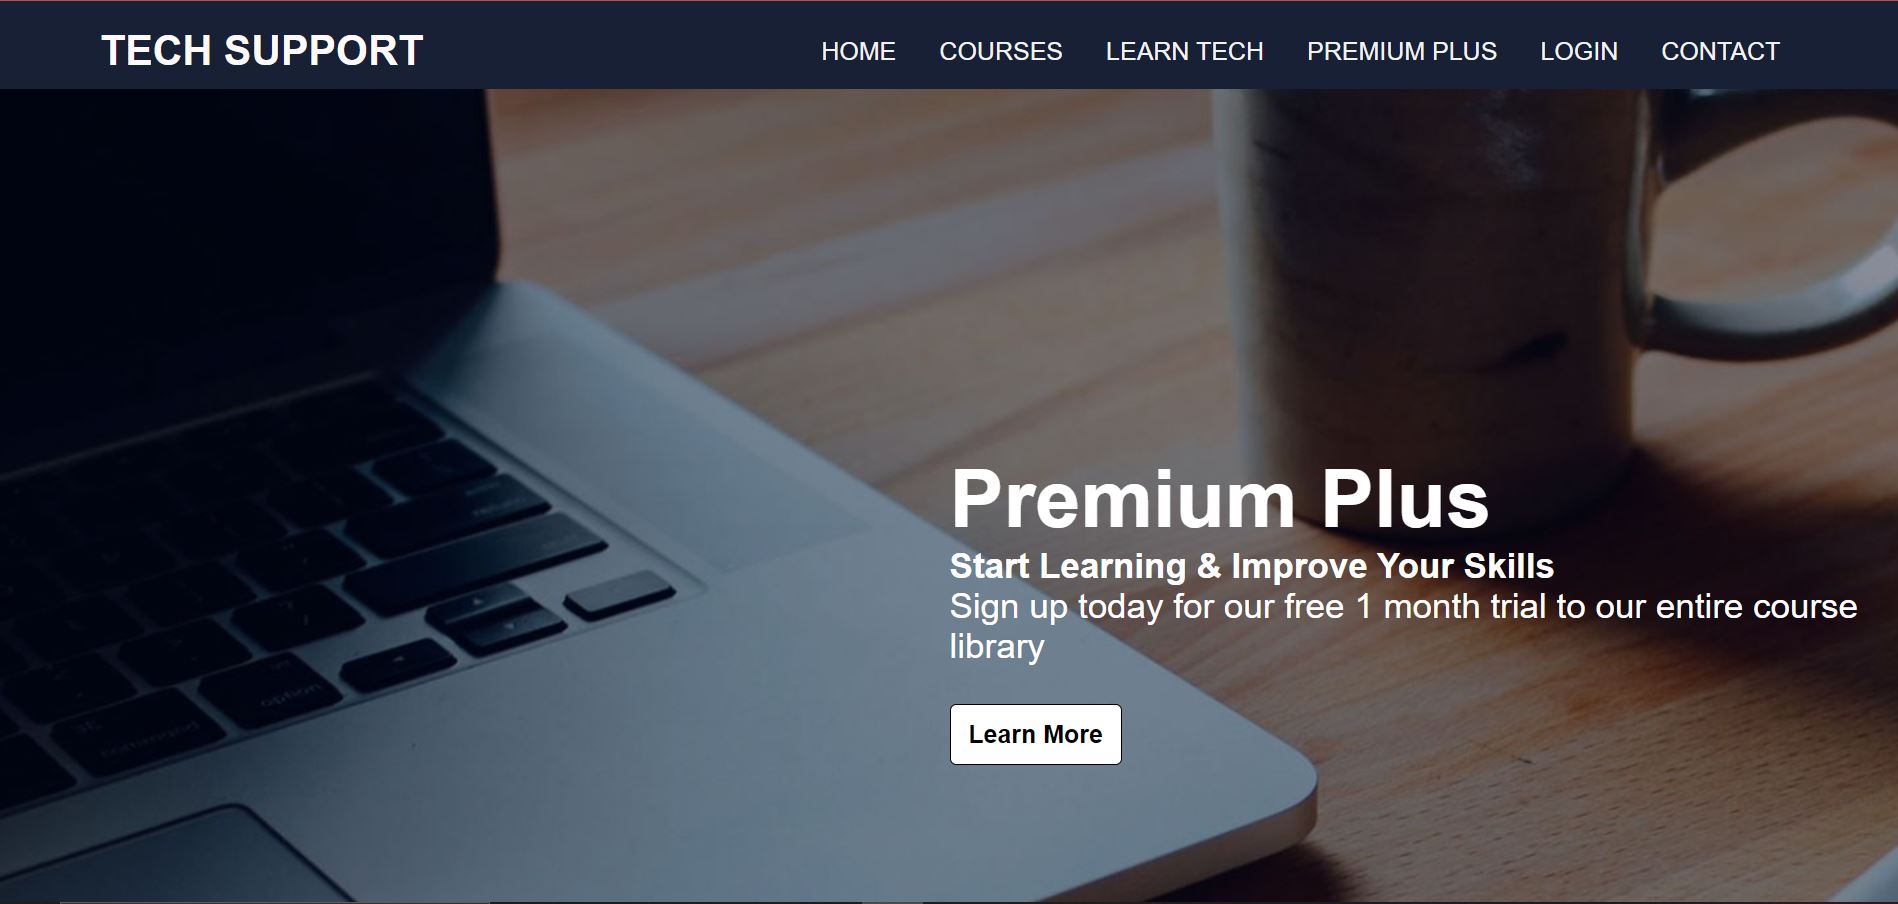 TECH SUPPORT
HOME COURSES LEARN TECH PREMIUM PLUS LOGIN CONTACT
Premium Plus
Start Learning & Improve Your Skills
Sign up today for our free 1 month trial to our entire course
library
Learn More
option